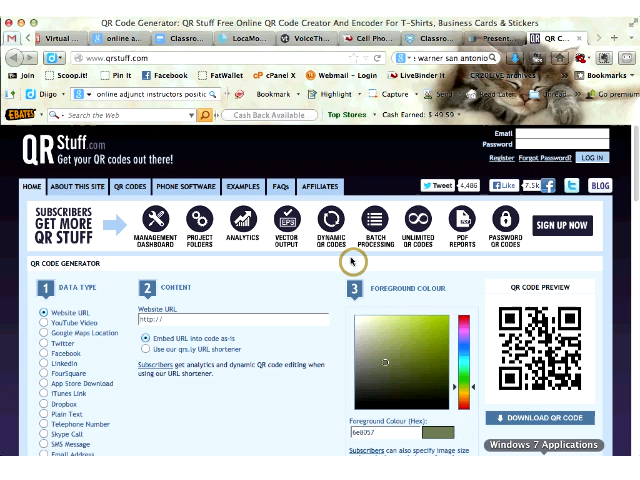 QR Code Generator: QR Stuff Free Online QR Code Creator And Encoder For T-Shirts, Business Cards & Stickers
Virtual
online a...
Classro...
LocaMo...
VoiceTh...
Cell Ph...
Classro...
Present...
QR C...
www.qrstuff.com
warner san antonio
Join
Scoop.it!
Pin It
Facebook
FatWallet
cPanel X
Webmail - Login
LiveBinder It
CR20LIVE archives
Bookmarks
Diigo
online adjunct instructors positic
Bookmark
Highlight
Capture
Send
Read Later
Thread
Go premium
EBATES
Search the Web
Cash Back Available
Top Stores
Cash Earned: $ 49.59
QR Stuff.com
Get your QR codes out there!
Email
Password
Register Forgot Password? LOG IN
HOME
ABOUT THIS SITE
QR CODES
PHONE SOFTWARE
EXAMPLES
FAQs
AFFILIATES
Tweet 4,486
Like 7.5k
BLOG
SUBSCRIBERS
GET MORE
QR STUFF
MANAGEMENT DASHBOARD
PROJECT FOLDERS
ANALYTICS
EPS
VECTOR OUTPUT
DYNAMIC QR CODES
BATCH PROCESSING
UNLIMITED QR CODES
PDF REPORTS
PASSWORD QR CODES
SIGN UP NOW
QR CODE GENERATOR
1 DATA TYPE
Website URL
YouTube Video
Google Maps Location
Twitter
Facebook
LinkedIn
FourSquare
App Store Download
iTunes Link
Dropbox
Plain Text
Telephone Number
Skype Call
SMS Message
Email Address
2 CONTENT
Website URL
http://
Embed URL into code as-is
Use our qrs.ly URL shortener
Subscribers get analytics and dynamic QR code editing when
using our URL shortener.
3 FOREGROUND COLOUR
Foreground Colour (Hex):
6e8057
Subscribers can also specify image size
QR CODE PREVIEW
DOWNLOAD QR CODE
Windows 7 Applications